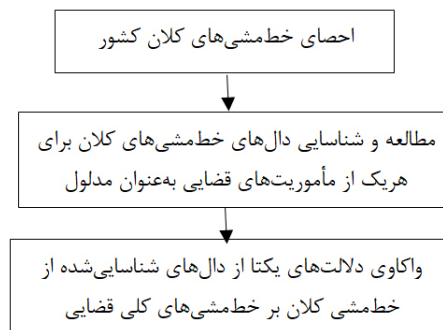 احصای خط‌مشی‌های کلان کشور
مطالعه و شناسایی دال‌های خط‌مشی‌های کلان برای
هریک از مأموریت‌های قضایی به‌عنوان مدلول
واکاوی دلالت‌های یکتا از دال‌های شناسایی‌شده از
خط‌مشی کلان بر خط‌مشی‌های کلی قضایی